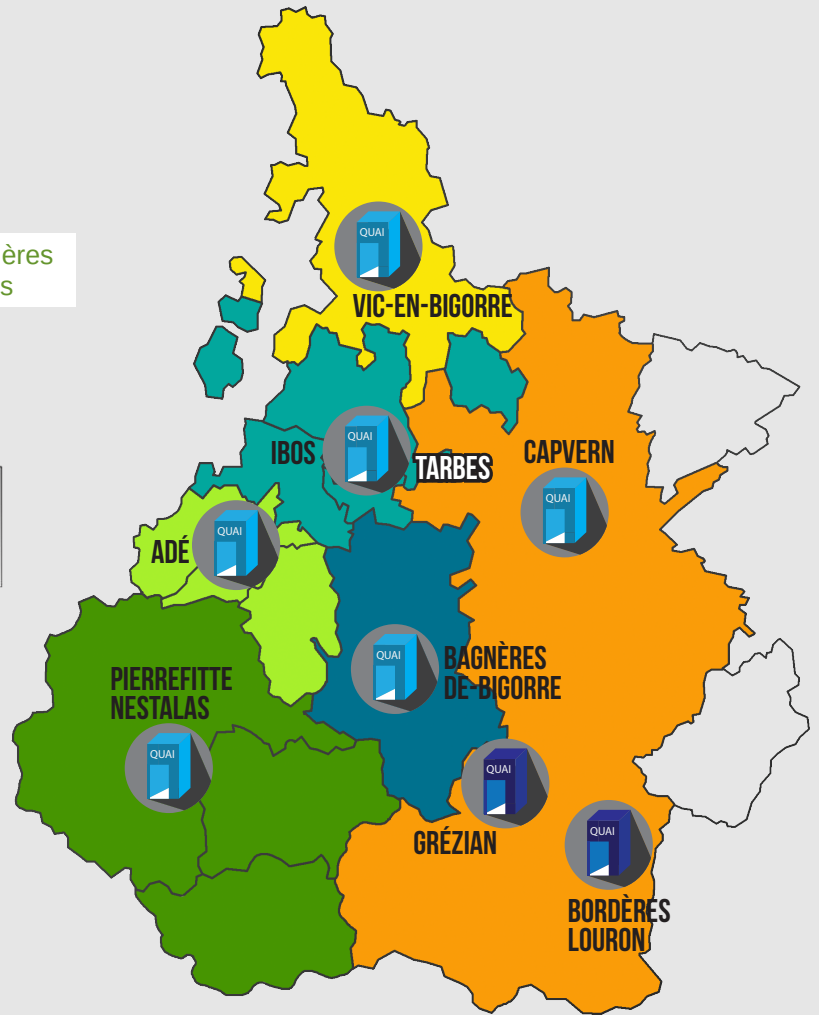 ères
s
QUAI
VIC-EN-BIGORRE
QUAI
IBOS
TARBES
CAPVERN
QUAI
QUAI
ADÉ
QUAI
BAGNÈRES
DE-BIGORRE
PIERREFITTE
NESTALAS
QUAI
QUAI
GRÉZIAN
QUAI
BORDÈRES
LOURON